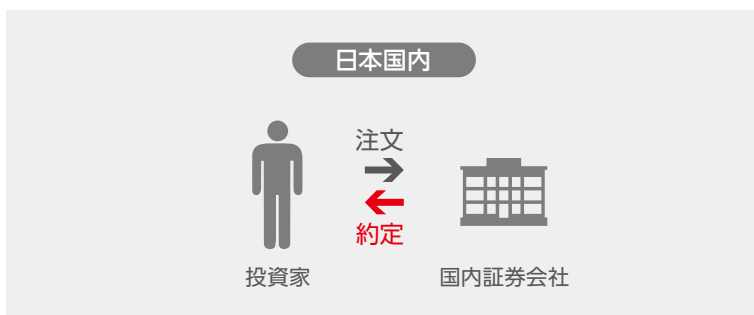 日本国内
注文
約定
投資家
国内証券会社